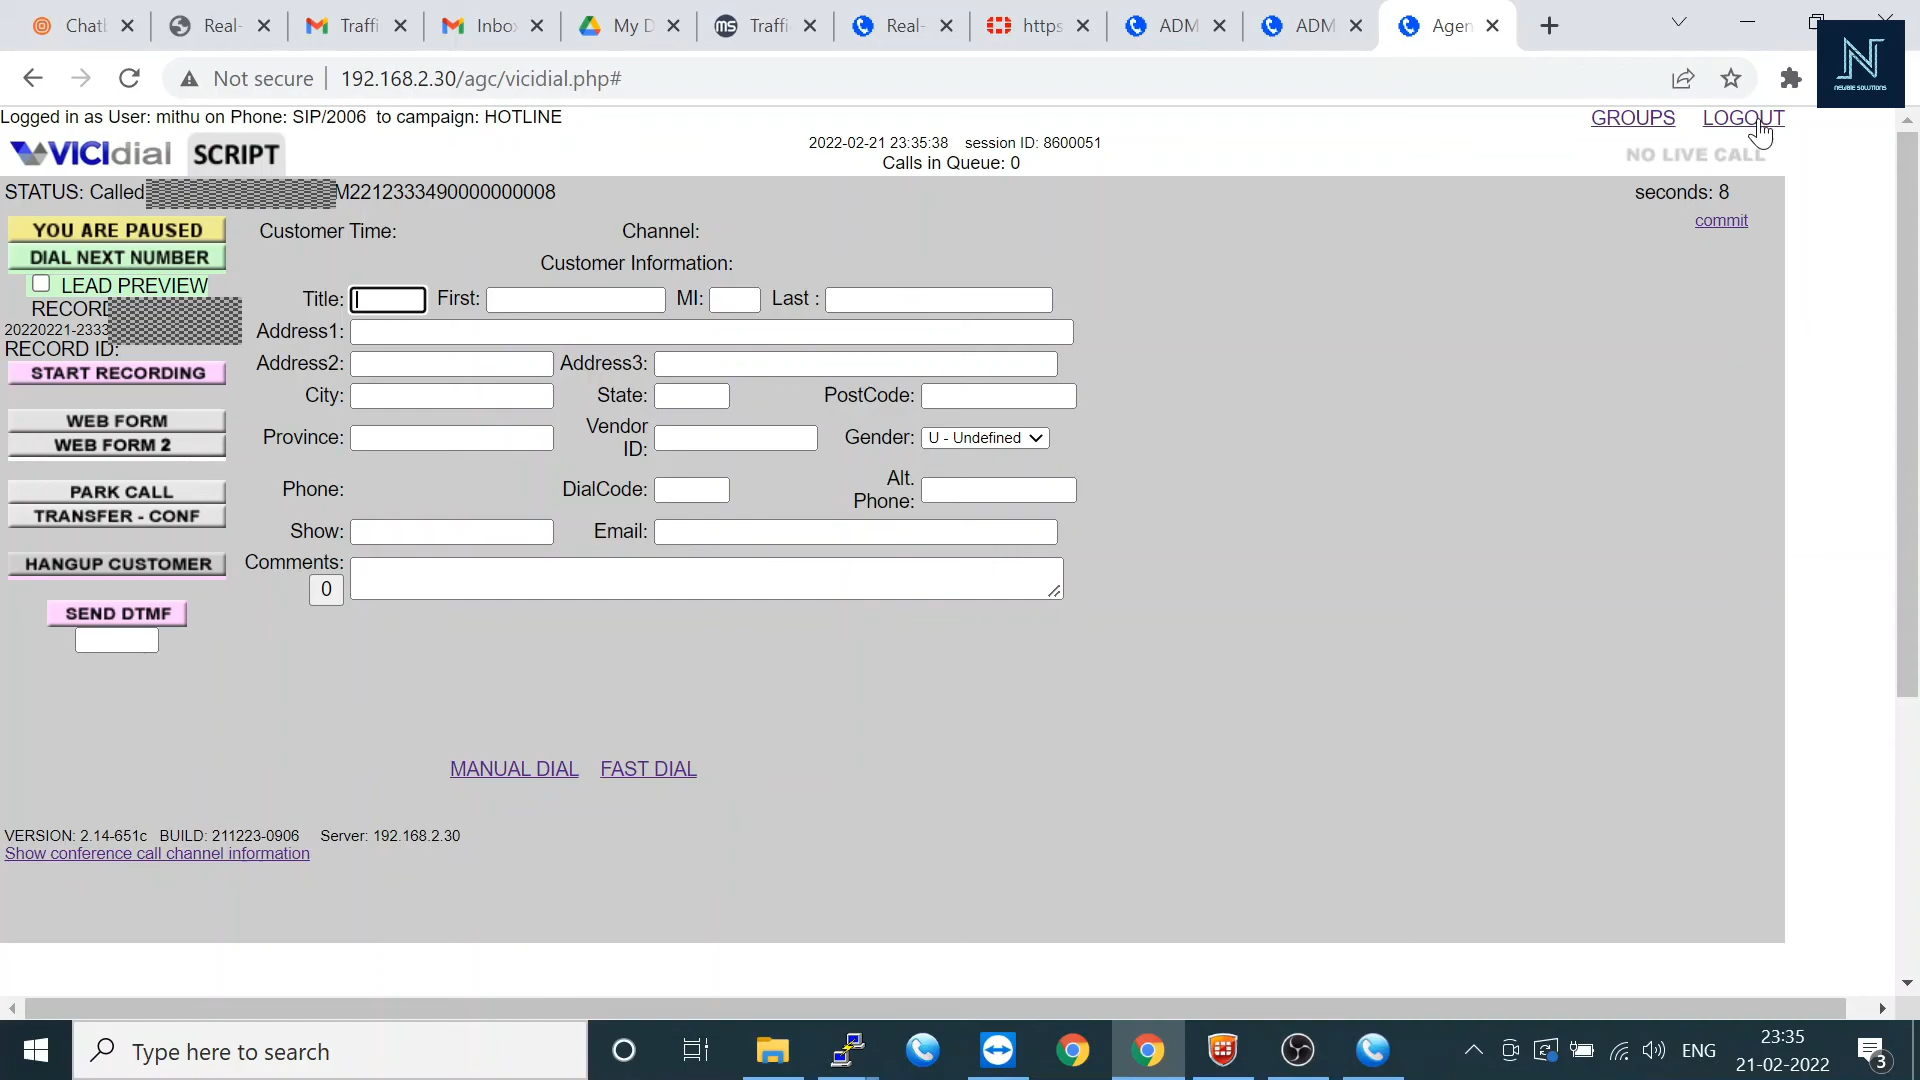 Chatl
Real-
Traffi
Inbo
My D
Traffi
Real-
https
ADM
ADM
Agen
Not secure
192.168.2.30/agc/vicidial.php#
N
NEWBIE SOLUTIONS
Logged in as User: mithu on Phone: SIP/2006 to campaign: HOTLINE
GROUPS LOGOUT
VICIdial SCRIPT
2022-02-21 23:35:38 session ID: 8600051
Calls in Queue: 0
NO LIVE CALL
STATUS: Called M2212333490000000008
seconds: 8
commit
YOU ARE PAUSED
DIAL NEXT NUMBER
LEAD PREVIEW
RECORD
20220221-2333
RECORD ID:
START RECORDING
WEB FORM
WEB FORM 2
PARK CALL
TRANSFER - CONF
HANGUP CUSTOMER
SEND DTMF
Customer Time: Channel:
Customer Information:
Title: First: MI: Last :
Address1:
Address2: Address3:
City: State: PostCode:
Province: Vendor ID: Gender: U - Undefined
Phone: DialCode: Alt. Phone:
Show: Email:
Comments:
0
MANUAL DIAL FAST DIAL
VERSION: 2.14-651c BUILD: 211223-0906 Server: 192.168.2.30
Show conference call channel information
Type here to search
ENG
23:35
21-02-2022
3